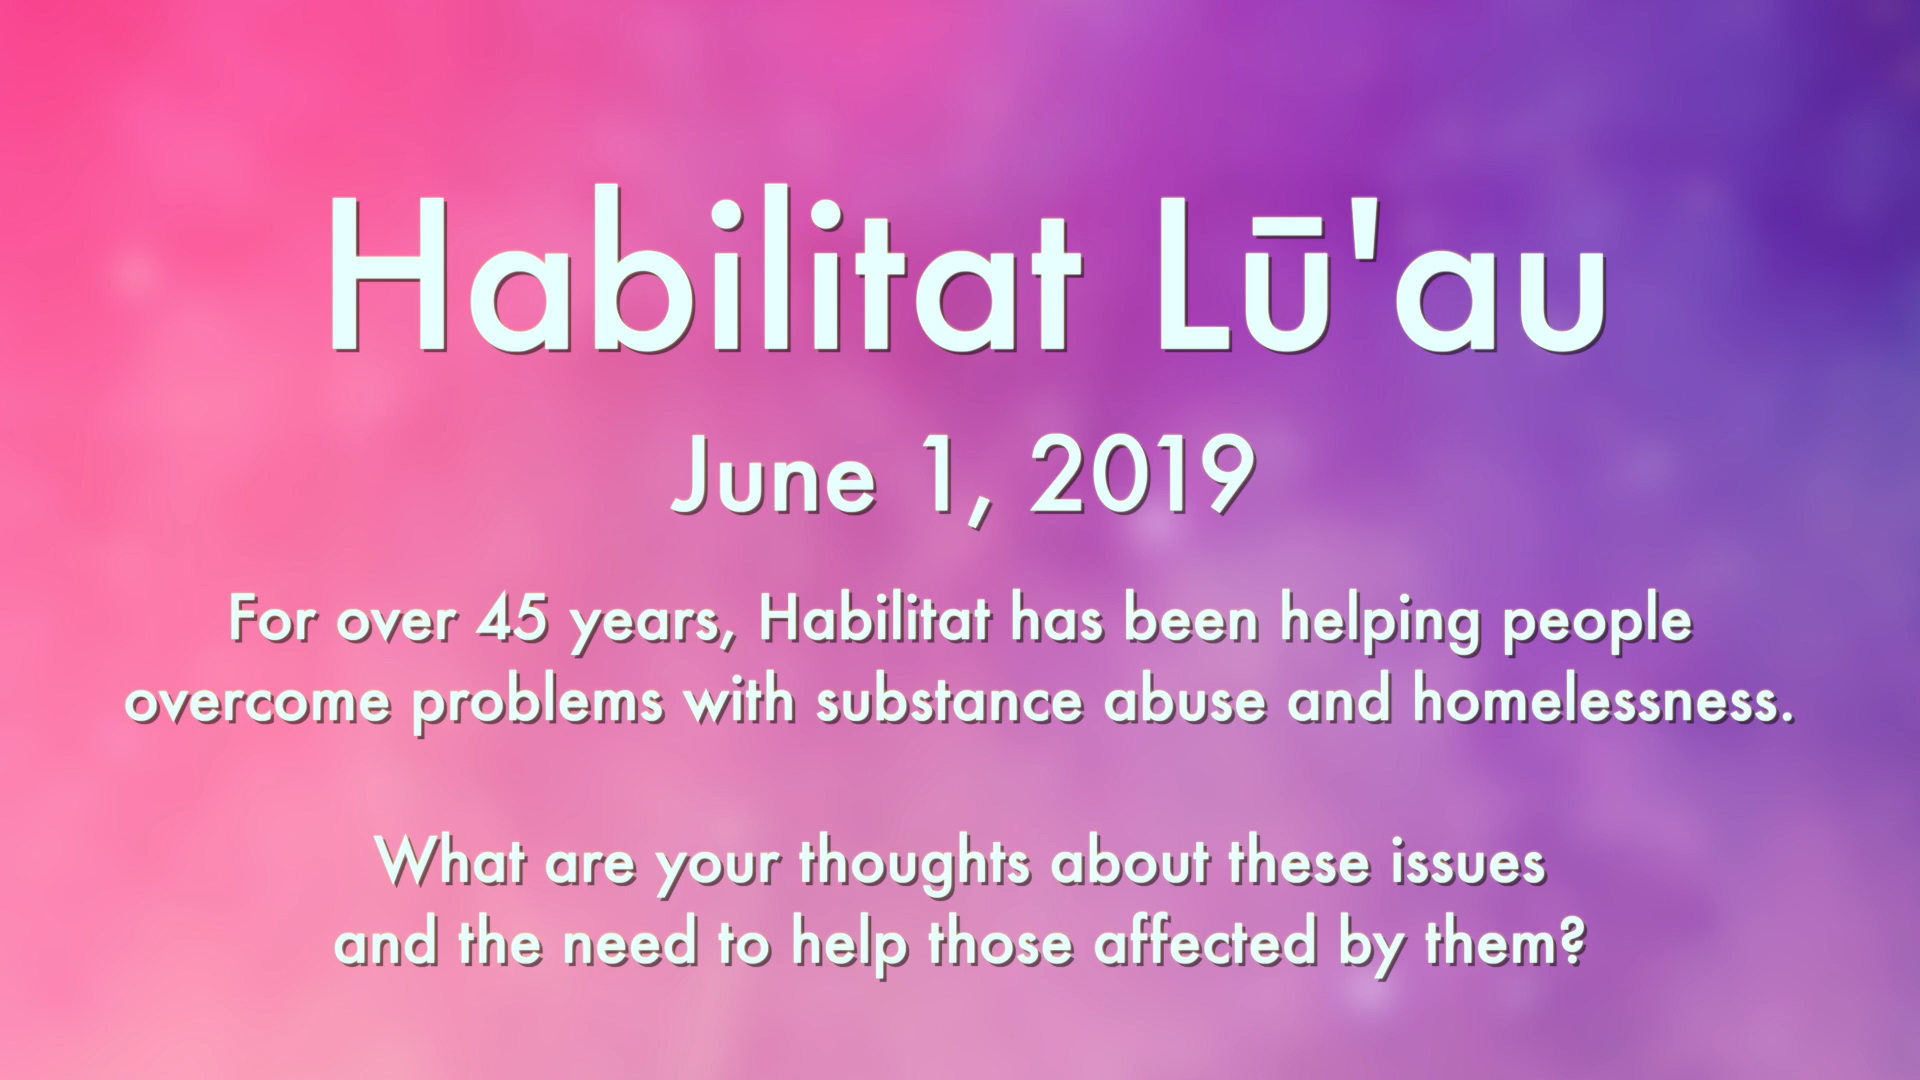 Habilitat Lū'au
June 1, 2019
For over 45 years, Habilitat has been helping people
overcome problems with substance abuse and homelessness.
What are your thoughts about these issues
and the need to help those affected by them?